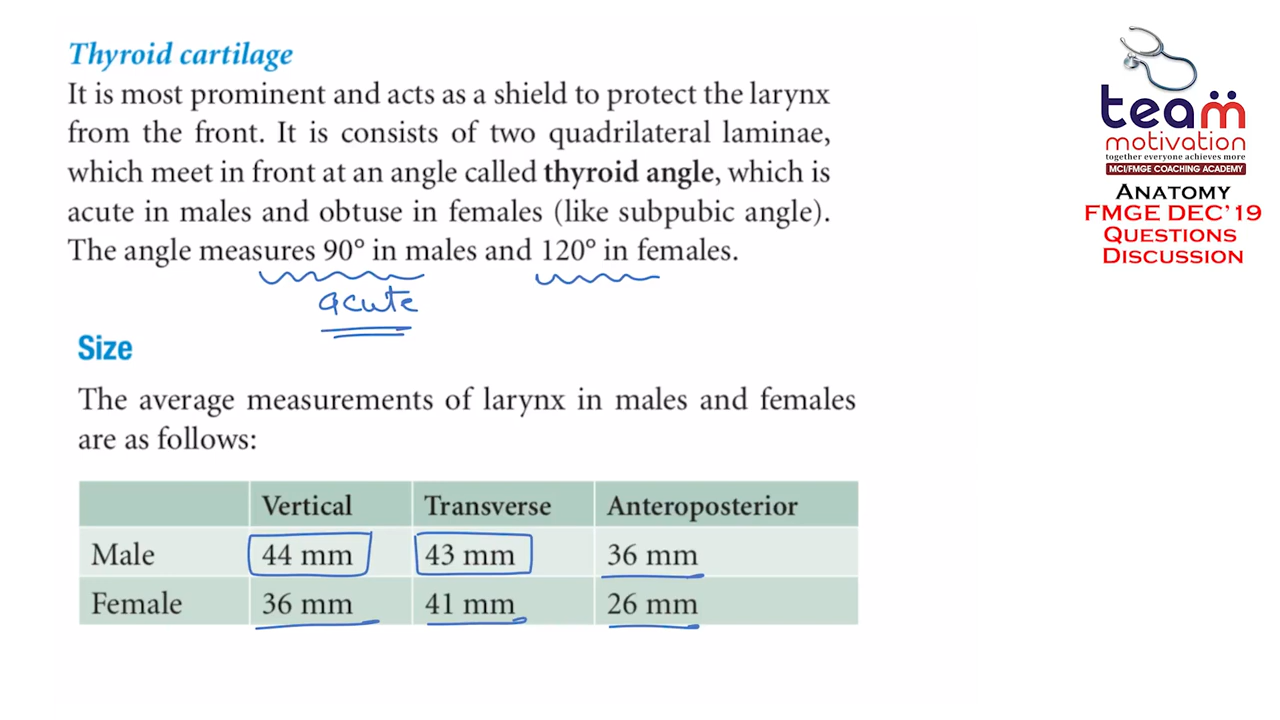 Thyroid cartilage
It is most prominent and acts as a shield to protect the larynx
from the front. It is consists of two quadrilateral laminae,
which meet in front at an angle called thyroid angle, which is
acute in males and obtuse in females (like subpubic angle).
The angle measures 90° in males and 120° in females.
acute
Size
The average measurements of larynx in males and females
are as follows:
Vertical Transverse Anteroposterior
Male 44 mm 43 mm 36 mm
Female 36 mm 41 mm 26 mm
team
motivation
together everyone achieves more
MCI/FMGE COACHING ACADEMY
ANATOMY
FMGE DEC'19
QUESTIONS
DISCUSSION